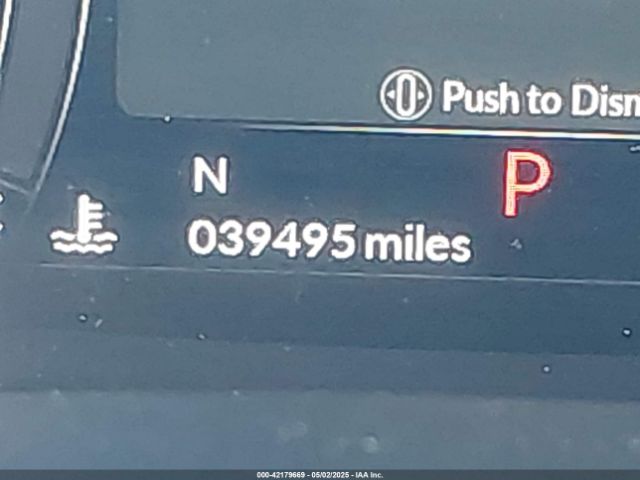 Push to Dism
N
P
039495 miles
000-42179669 - 05/02/2025 - IAA Inc.